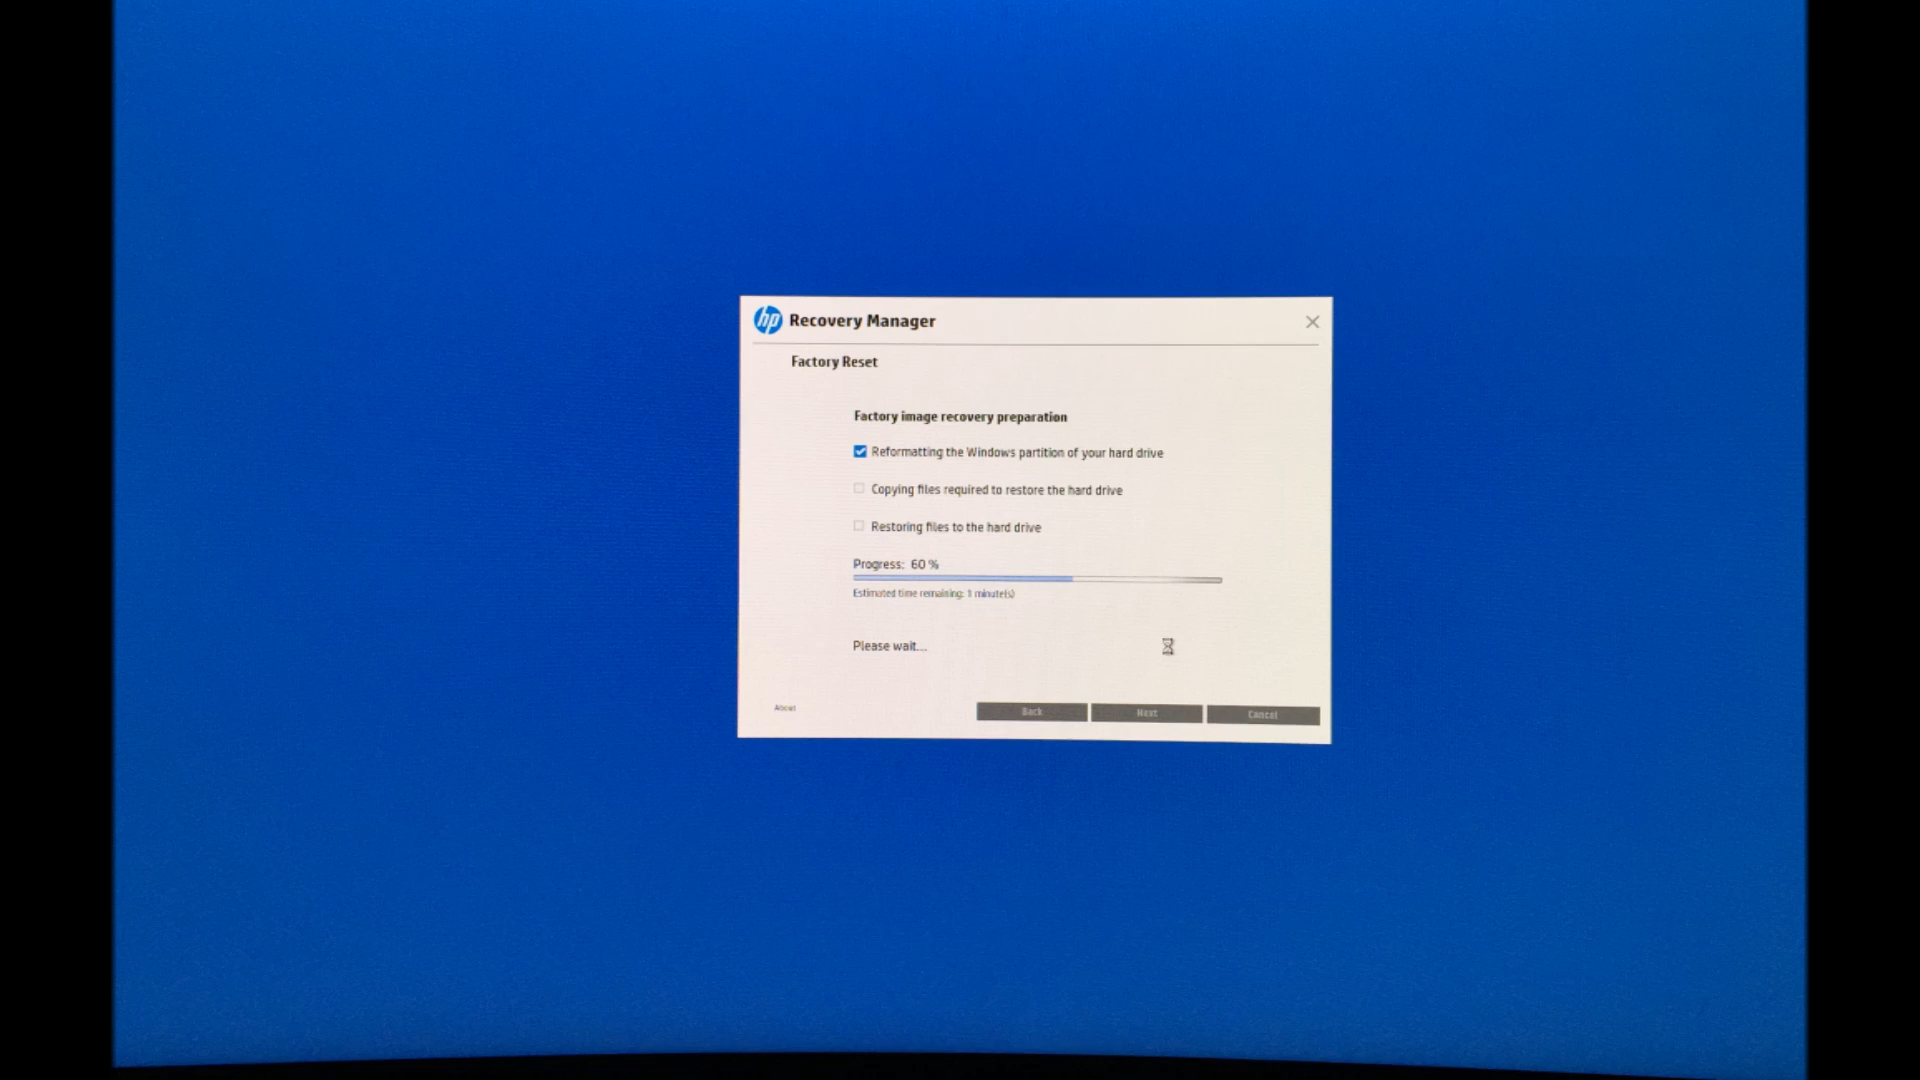 hp Recovery Manager
Factory Reset
Factory image recovery preparation
Reformatting the Windows partition of your hard drive
Copying files required to restore the hard drive
Restoring files to the hard drive
Progress: 60 %
Estimated time remaining: 1 minute(s)
Please wait...
About
Back Next Cancel